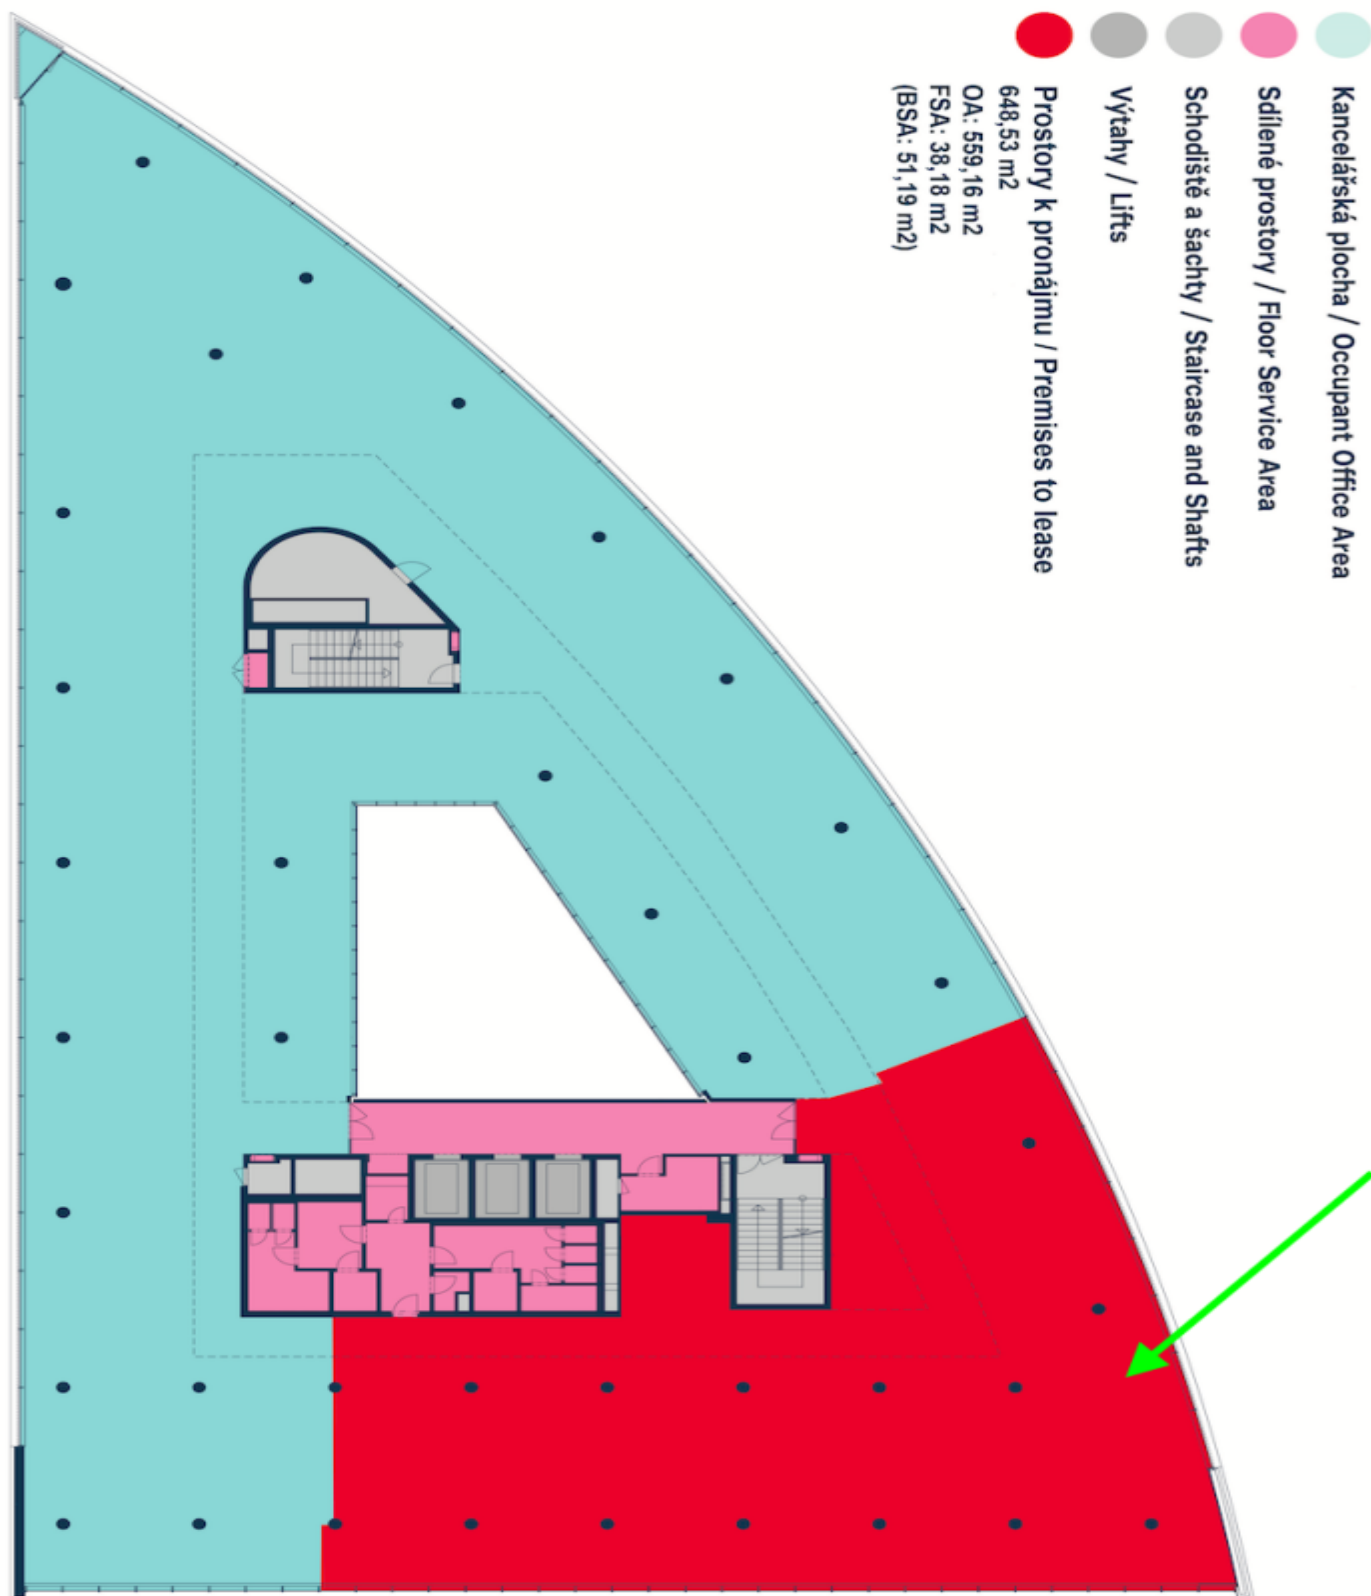 Kancelářská plocha / Occupant Office Area
Sdílené prostory / Floor Service Area
Schodiště a šachty / Staircase and Shafts
Výtahy / Lifts
Prostory k pronájmu / Premises to lease
648,53 m2
OA: 559,16 m2
FSA: 38,18 m2
(BSA: 51,19 m2)